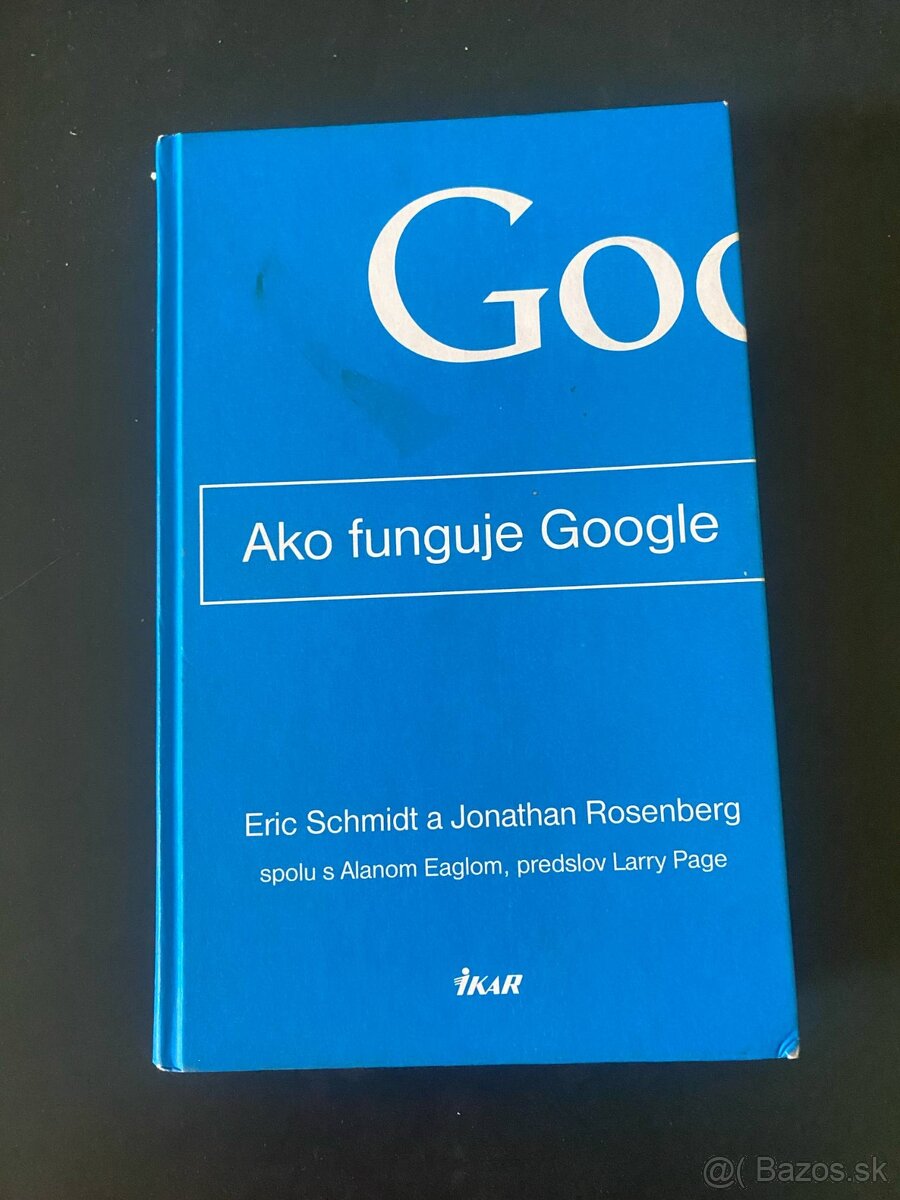 Goo
Ako funguje Google
Eric Schmidt a Jonathan Rosenberg
spolu s Alanom Eaglom, predslov Larry Page
iKAR
@( Bazos.sk